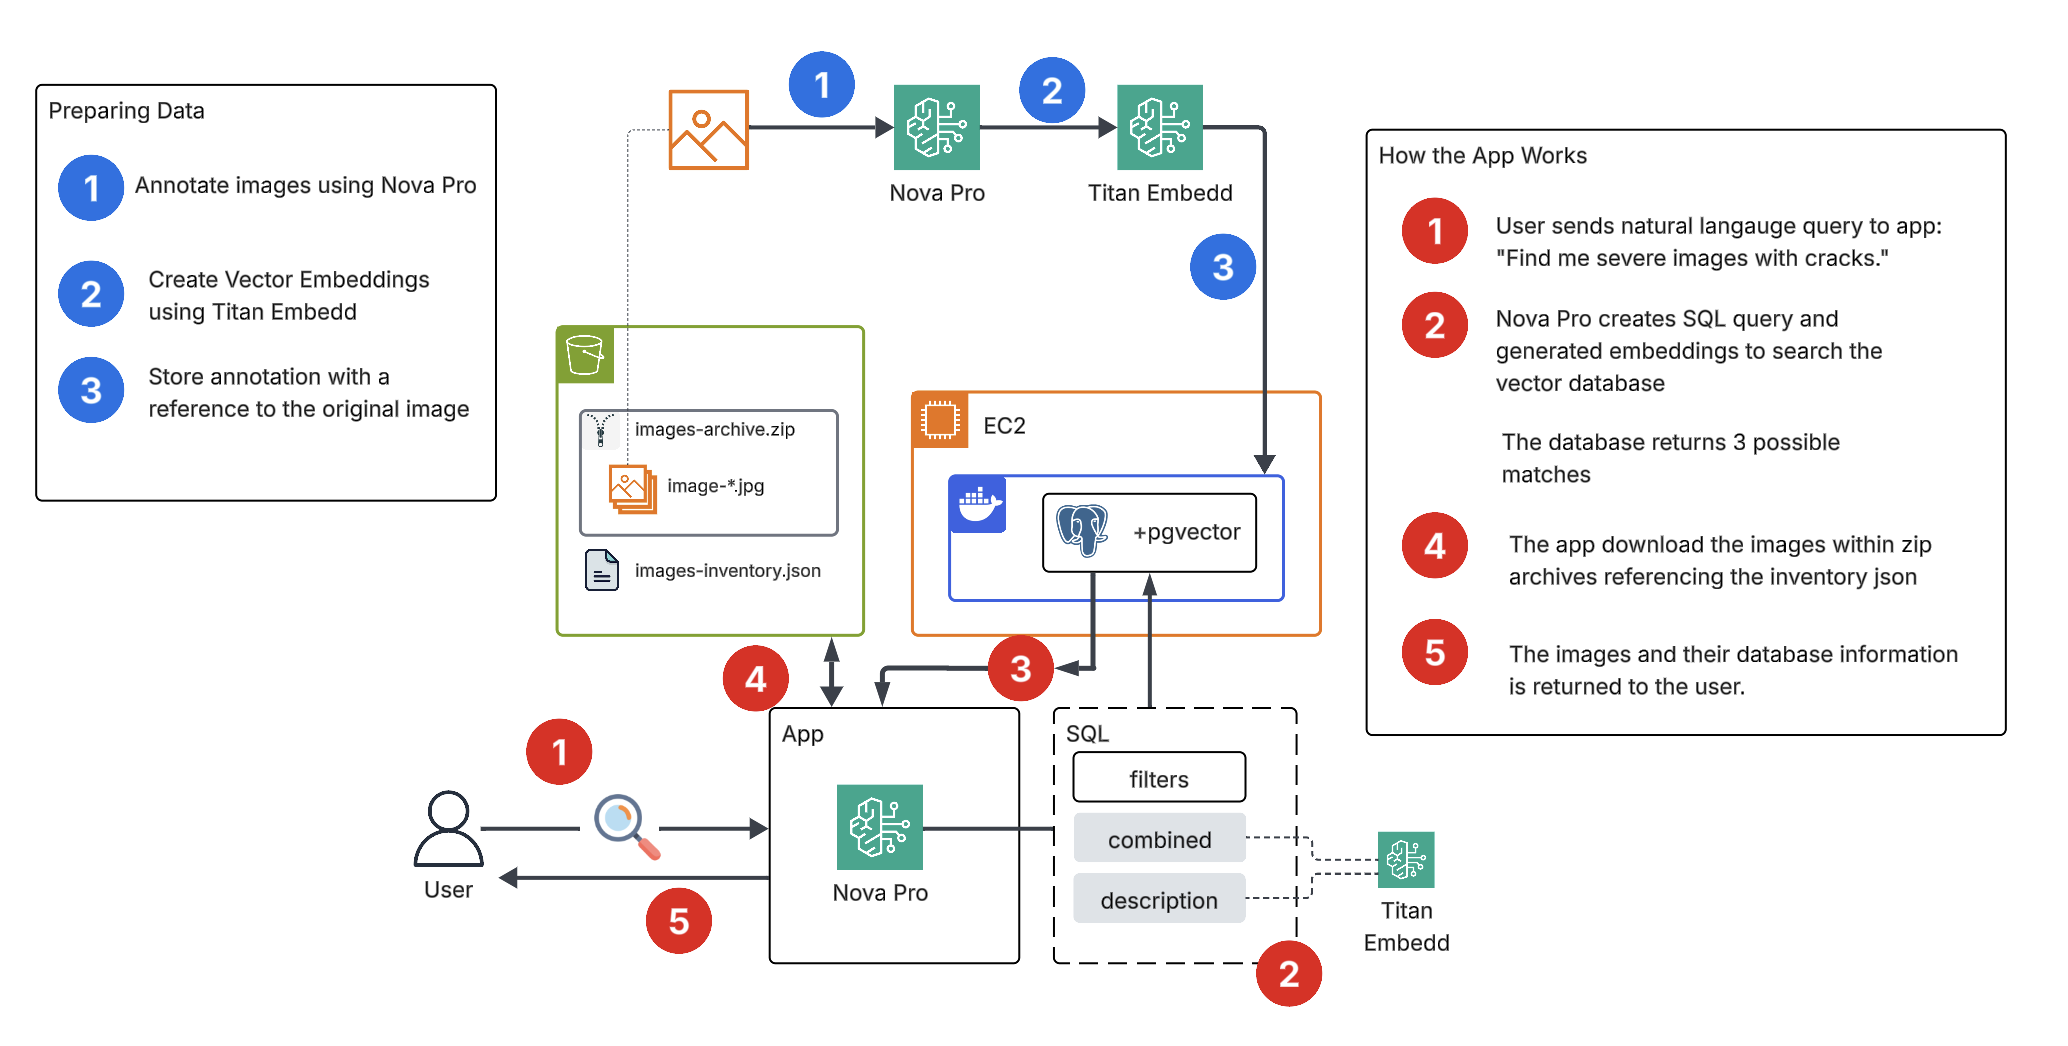 Preparing Data
1
Annotate images using Nova Pro
2
Create Vector Embeddings
using Titan Embedd
3
Store annotation with a
reference to the original image
1
2
Nova Pro
Titan Embedd
3
images-archive.zip
image-*.jpg
images-inventory.json
EC2
+pgvector
4
3
App
Nova Pro
1
User
5
SQL
filters
combined
description
2
Titan
Embedd
How the App Works
1
User sends natural langauge query to app:
"Find me severe images with cracks."
2
Nova Pro creates SQL query and
generated embeddings to search the
vector database
The database returns 3 possible
matches
4
The app download the images within zip
archives referencing the inventory json
5
The images and their database information
is returned to the user.